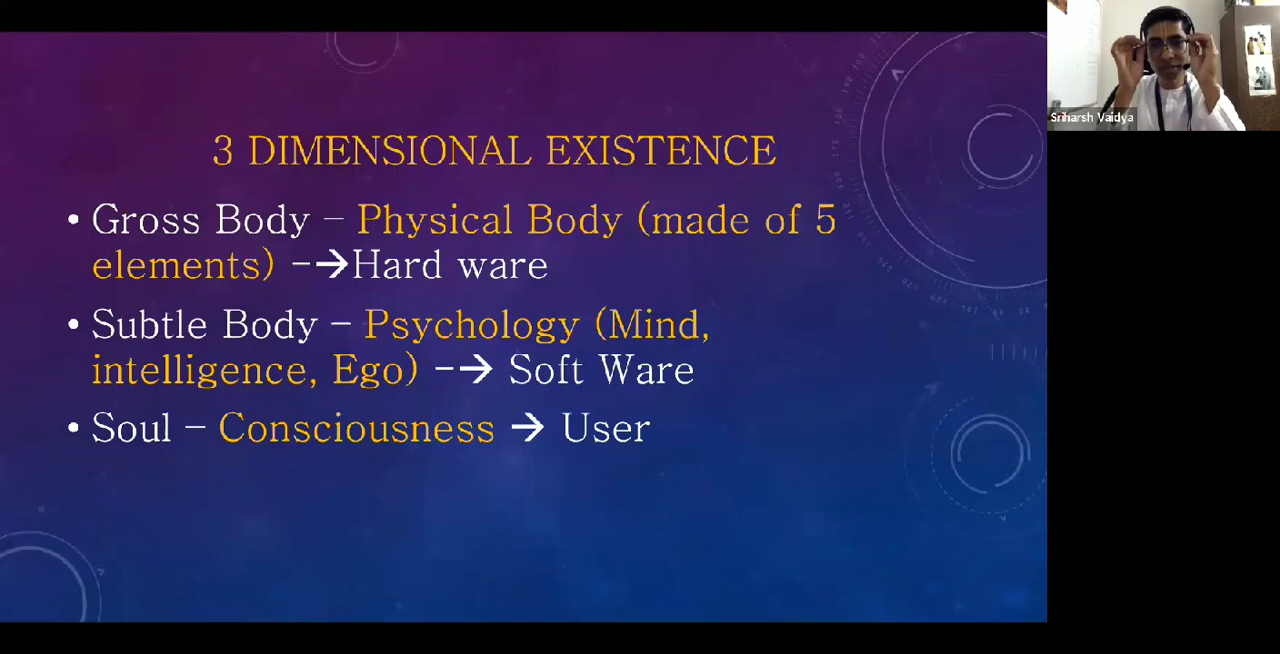 3 DIMENSIONAL EXISTENCE
• Gross Body – Physical Body (made of 5
elements) -→Hard ware
• Subtle Body – Psychology (Mind,
intelligence, Ego) -→ Soft Ware
• Soul – Consciousness → User
Sriharsh Vaidya